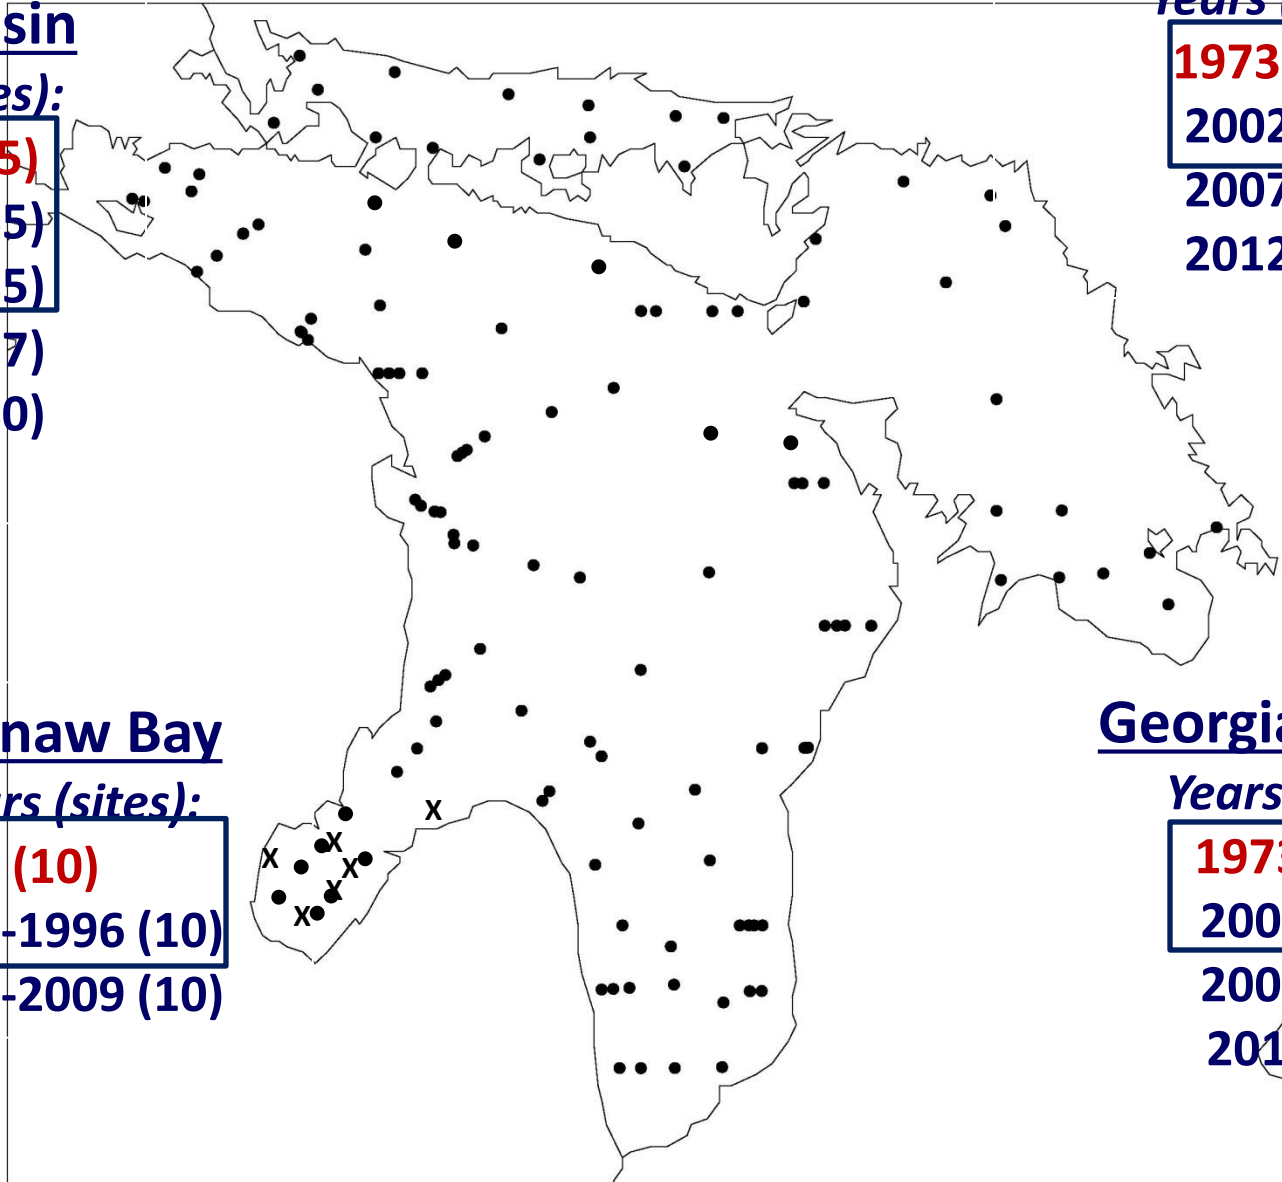 sin
es):
5)
5)
5)
7)
0)
Years
1973
2002
2007
2012
naw Bay
rs (sites):
(10)
-1996 (10)
-2009 (10)
Georgia
Years
1973
200
200
201
X
X
X
X
X
X